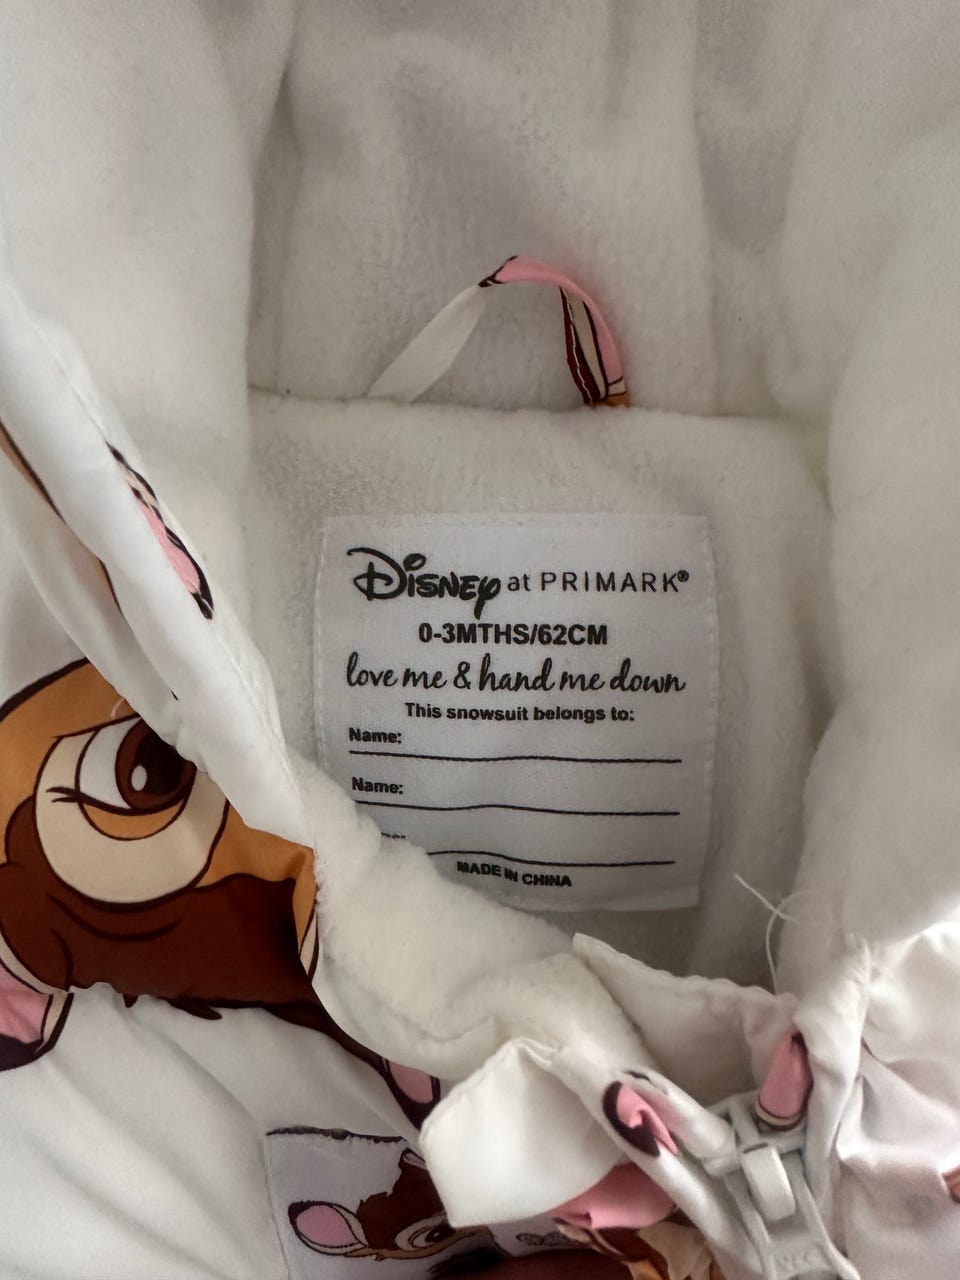 Disney at PRIMARK®
0-3MTHS/62CM
love me & hand me down
This snowsuit belongs to:
Name:
Name:
MADE IN CHINA